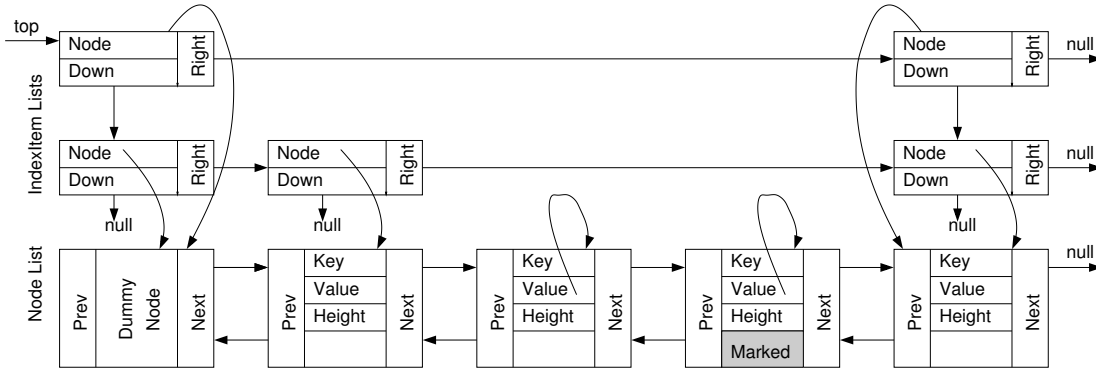 top
Node
Down
Right
Node
Down
Right
null
IndexItem Lists
Node
Down
Right
Node
Down
Right
Node
Down
Right
null
null
null
null
Node List
Prev
Dummy
Node
Next
Prev
Key
Value
Height
Next
Prev
Key
Value
Height
Next
Prev
Key
Value
Height
Marked
Next
Prev
Key
Value
Height
Next
null